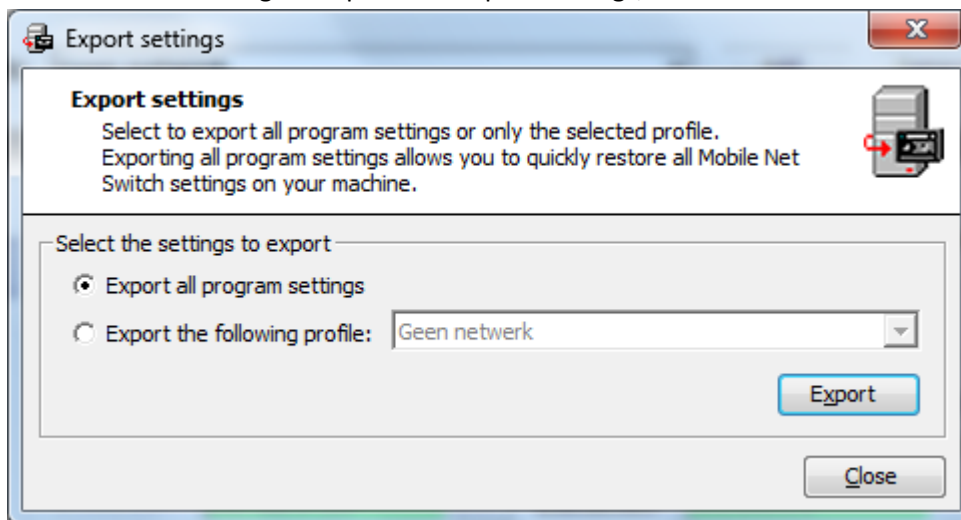 Export settings
Export settings
Select to export all program settings or only the selected profile.
Exporting all program settings allows you to quickly restore all Mobile Net
Switch settings on your machine.
Select the settings to export
Export all program settings
Export the following profile: Geen netwerk
Export
Close